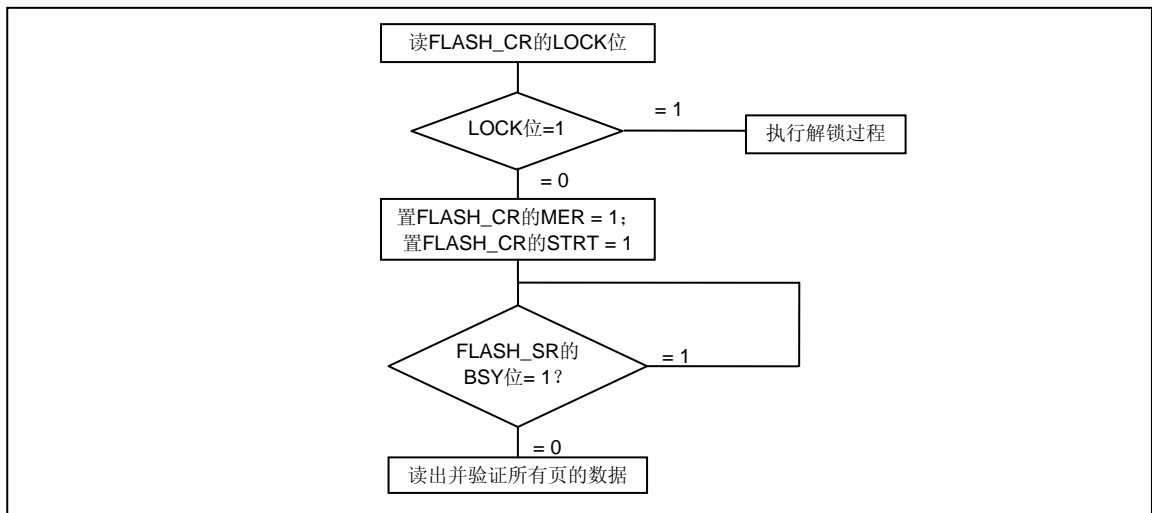 读FLASH_CR的LOCK位
= 1
LOCK位=1
执行解锁过程
= 0
置FLASH_CR的MER = 1；
置FLASH_CR的STRT = 1
FLASH_SR的
= 1
BSY位= 1？
= 0
读出并验证所有页的数据